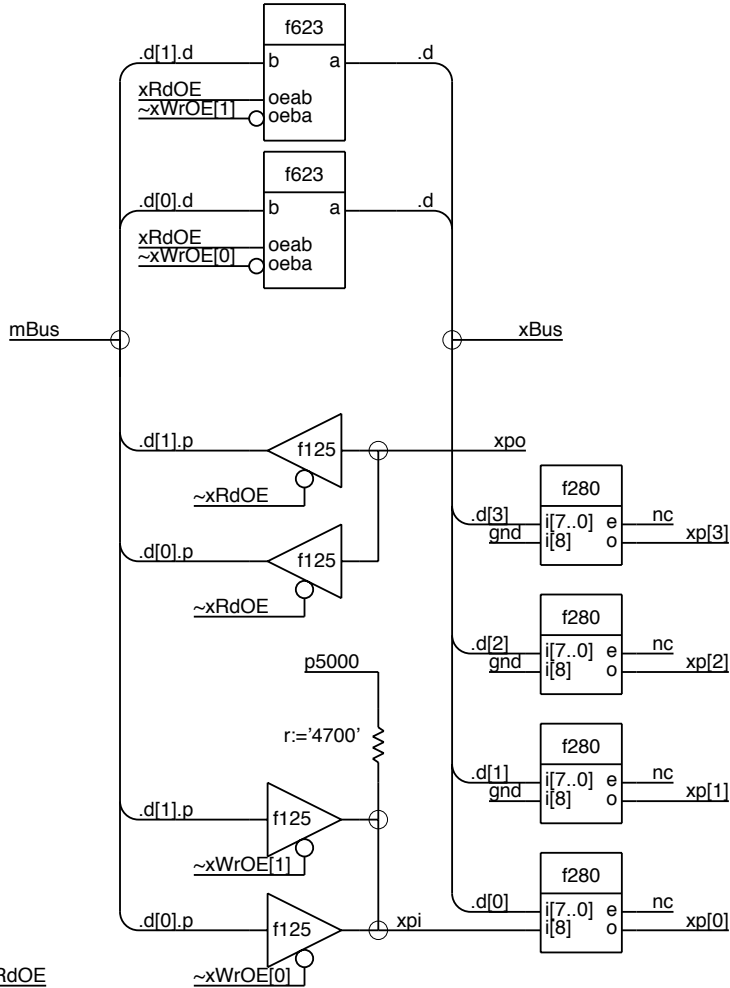 f623
.d[1].d
b
a
.d
xRdOE
oeab
~xWrOE[1]
oeba
f623
.d[0].d
b
a
.d
xRdOE
oeab
~xWrOE[0]
oeba
mBus
xBus
.d[1].p
f125
xpo
~xRdOE
f280
.d[3]
i[7..0]
e
nc
gnd
i[8]
o
xp[3]
.d[0].p
f125
~xRdOE
f280
.d[2]
i[7..0]
e
nc
gnd
i[8]
o
xp[2]
p5000
r:='4700'
f280
.d[1]
i[7..0]
e
nc
gnd
i[8]
o
xp[1]
.d[1].p
f125
~xWrOE[1]
f280
.d[0]
i[7..0]
e
nc
.d[0].p
f125
xpi
i[8]
o
xp[0]
RdOE
~xWrOE[0]